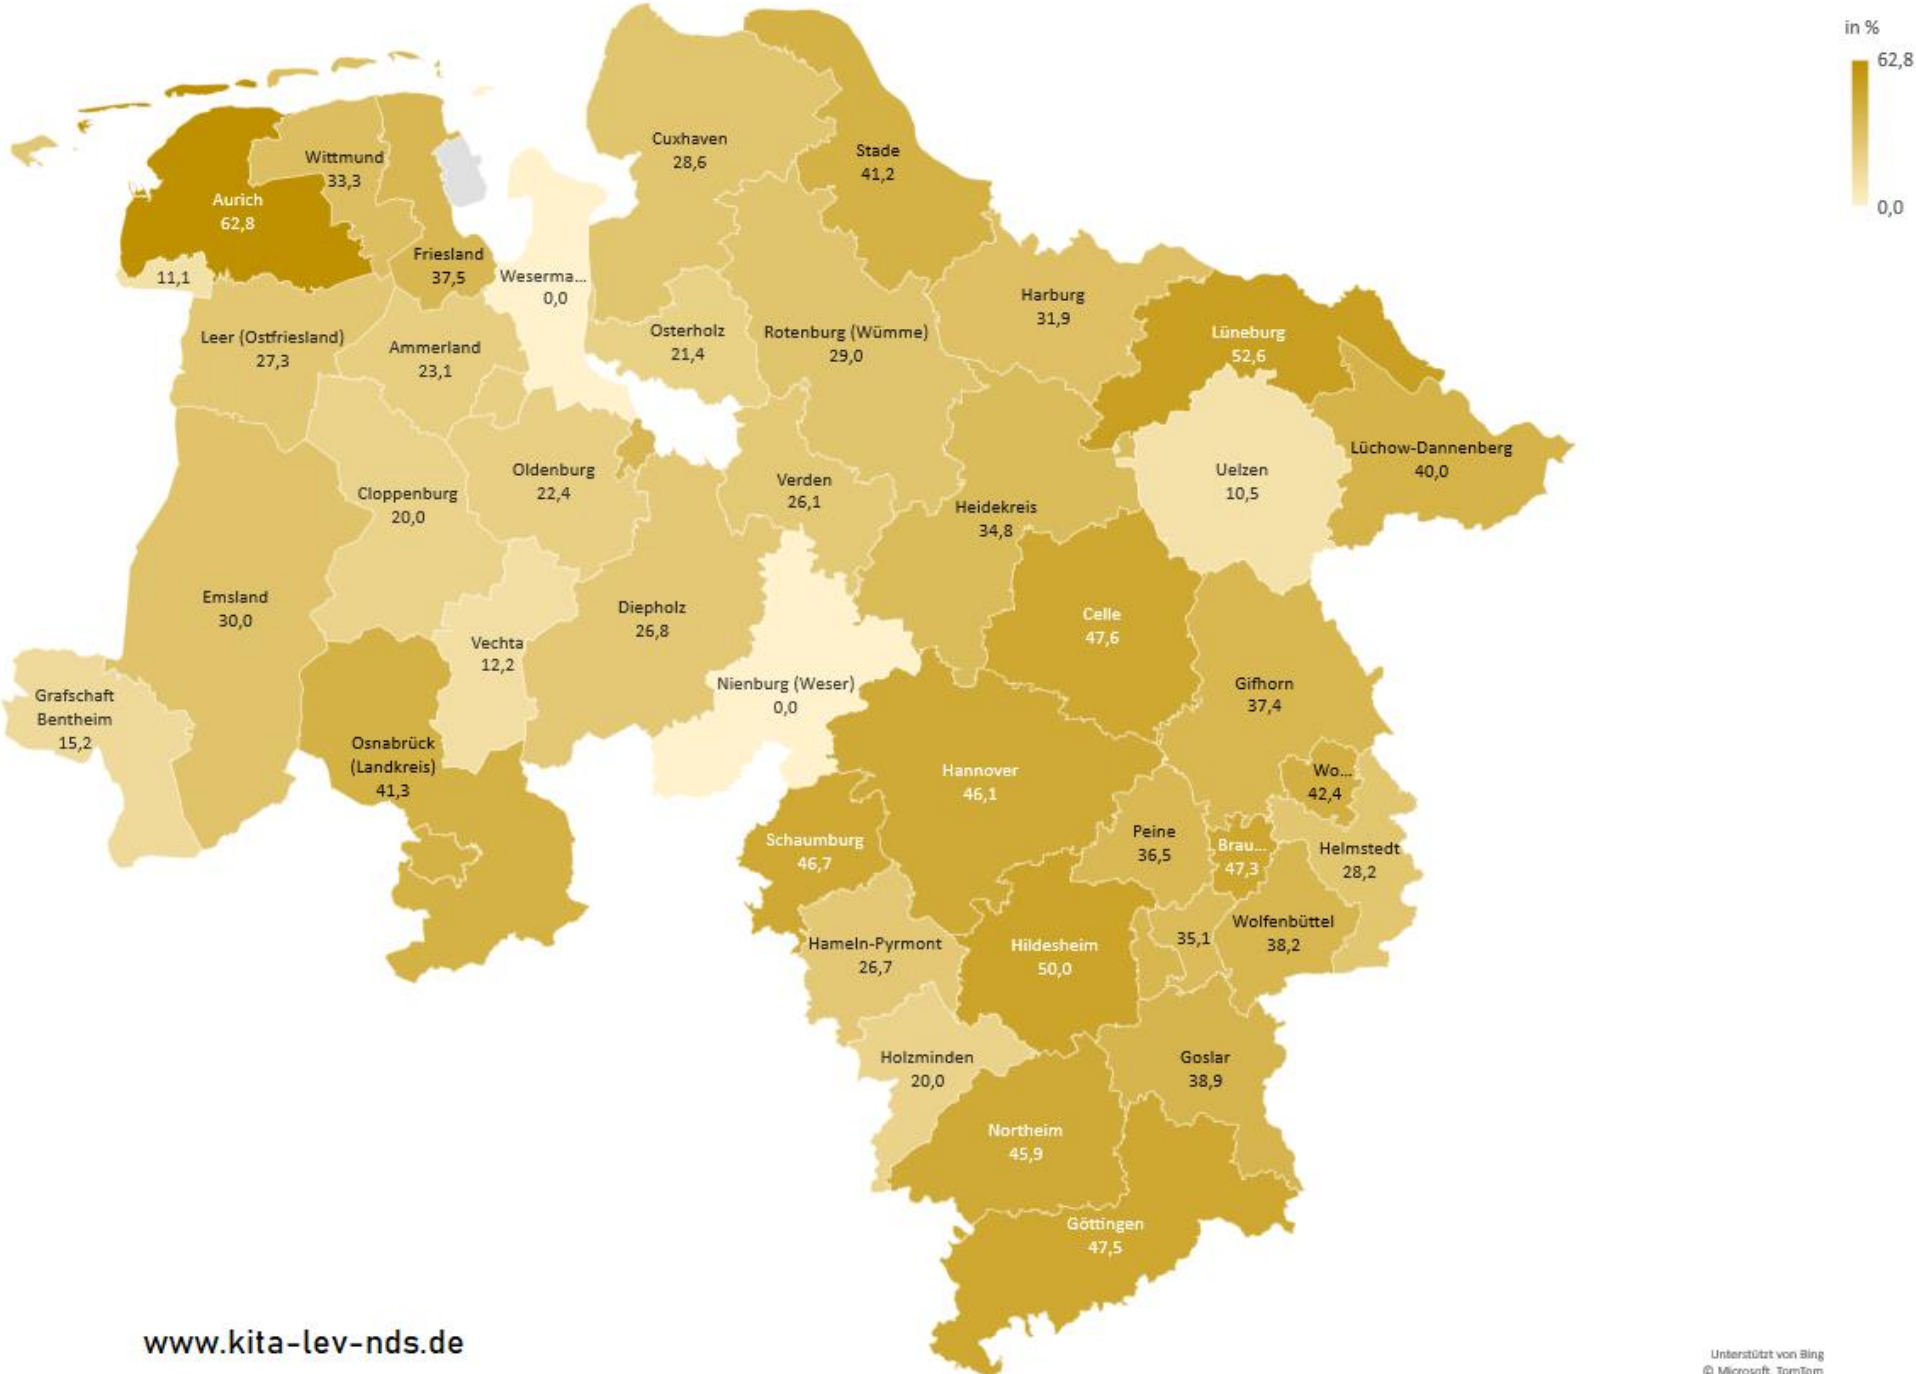 in %
62,8
0,0
Cuxhaven
28,6
Stade
41,2
Wittmund
33,3
Aurich
62,8
Friesland
37,5
11,1
Weserma...
0,0
Harburg
31,9
Leer (Ostfriesland)
27,3
Ammerland
23,1
Osterholz
21,4
Rotenburg (Wümme)
29,0
Lüneburg
52,6
Lüchow-Dannenberg
40,0
Oldenburg
22,4
Cloppenburg
20,0
Verden
26,1
Heidekreis
34,8
Uelzen
10,5
Emsland
30,0
Diepholz
26,8
Celle
47,6
Vechta
12,2
Grafschaft
Bentheim
15,2
Nienburg (Weser)
0,0
Gifhorn
37,4
Osnabrück
(Landkreis)
41,3
Hannover
46,1
Wo...
42,4
Schaumburg
46,7
Peine
36,5
Brau...
47,3
Helmstedt
28,2
Hameln-Pyrmont
26,7
Hildesheim
50,0
35,1
Wolfenbüttel
38,2
Holzminden
20,0
Goslar
38,9
Northeim
45,9
Göttingen
47,5
www.kita-lev-nds.de
Unterstützt von Bing
© Microsoft, TomTom